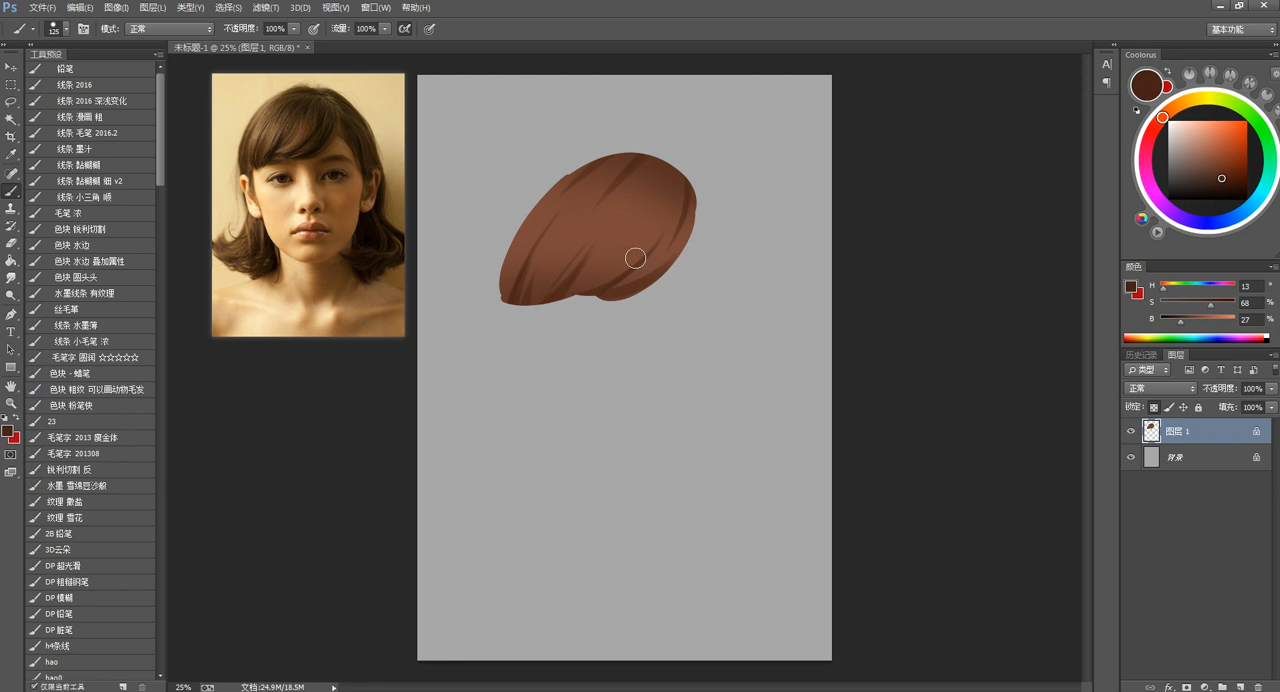 Ps 文件(F) 编辑(E) 图像(I) 图层(L) 类型(Y) 选择(S) 滤镜(T) 3D(D) 视图(V) 窗口(W) 帮助(H)
125 模式: 正常 不透明度: 100% 流量: 100% 基本功能
未标题-1 @ 25% (图层 1, RGB/8) * ×
工具预设
铅笔
线条 2016
线条 2016 深浅变化
线条 漫画 粗
线条 毛笔 2016.2
线条 墨汁
线条 黏糊糊
线条 黏糊糊 细 v2
线条 小三角 顺
毛笔 浓
色块 锐利切割
色块 水边
色块 水边 叠加属性
色块 圆头头
水墨线条 有纹理
丝毛革
线条 水墨薄
线条 小毛笔 浓
毛笔字 圆润 ☆☆☆☆☆
色块 - 蜡笔
色块 粗纹 可以画动物毛发
色块 粉笔快
23
毛笔字 2013 瘦金体
毛笔字 201308
锐利切割 反
水墨 雪绵豆沙般
纹理 撒盐
纹理 雪花
2B 铅笔
3D云朵
DP 超光滑
DP 粗糙钢笔
DP 模糊
DP 铅笔
DP 脏笔
h4条线
hao
hao0
仅限当前工具
25% 文档:24.9M/18.5M
Coolorus
颜色
H 13 °
S 68 %
B 27 %
历史记录 图层
类型
正常 不透明度: 100%
锁定: 填充: 100%
图层 1
背景
fx